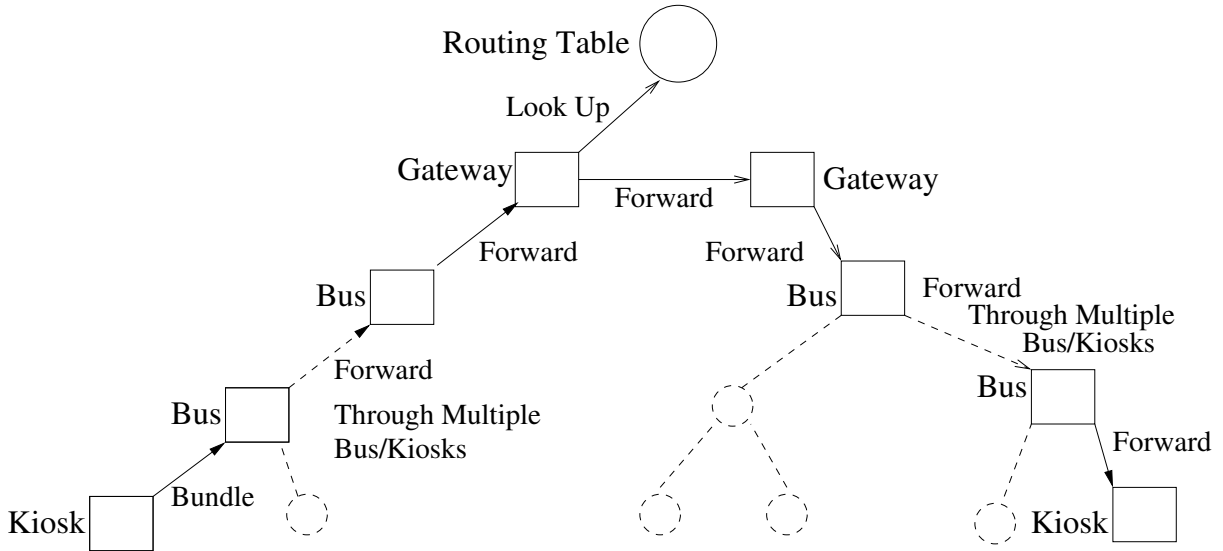 Routing Table
Look Up
Gateway
Gateway
Forward
Forward
Forward
Bus
Bus
Forward
Through Multiple
Bus/Kiosks
Forward
Bus
Bus
Through Multiple
Bus/Kiosks
Forward
Bundle
Kiosk
Kiosk